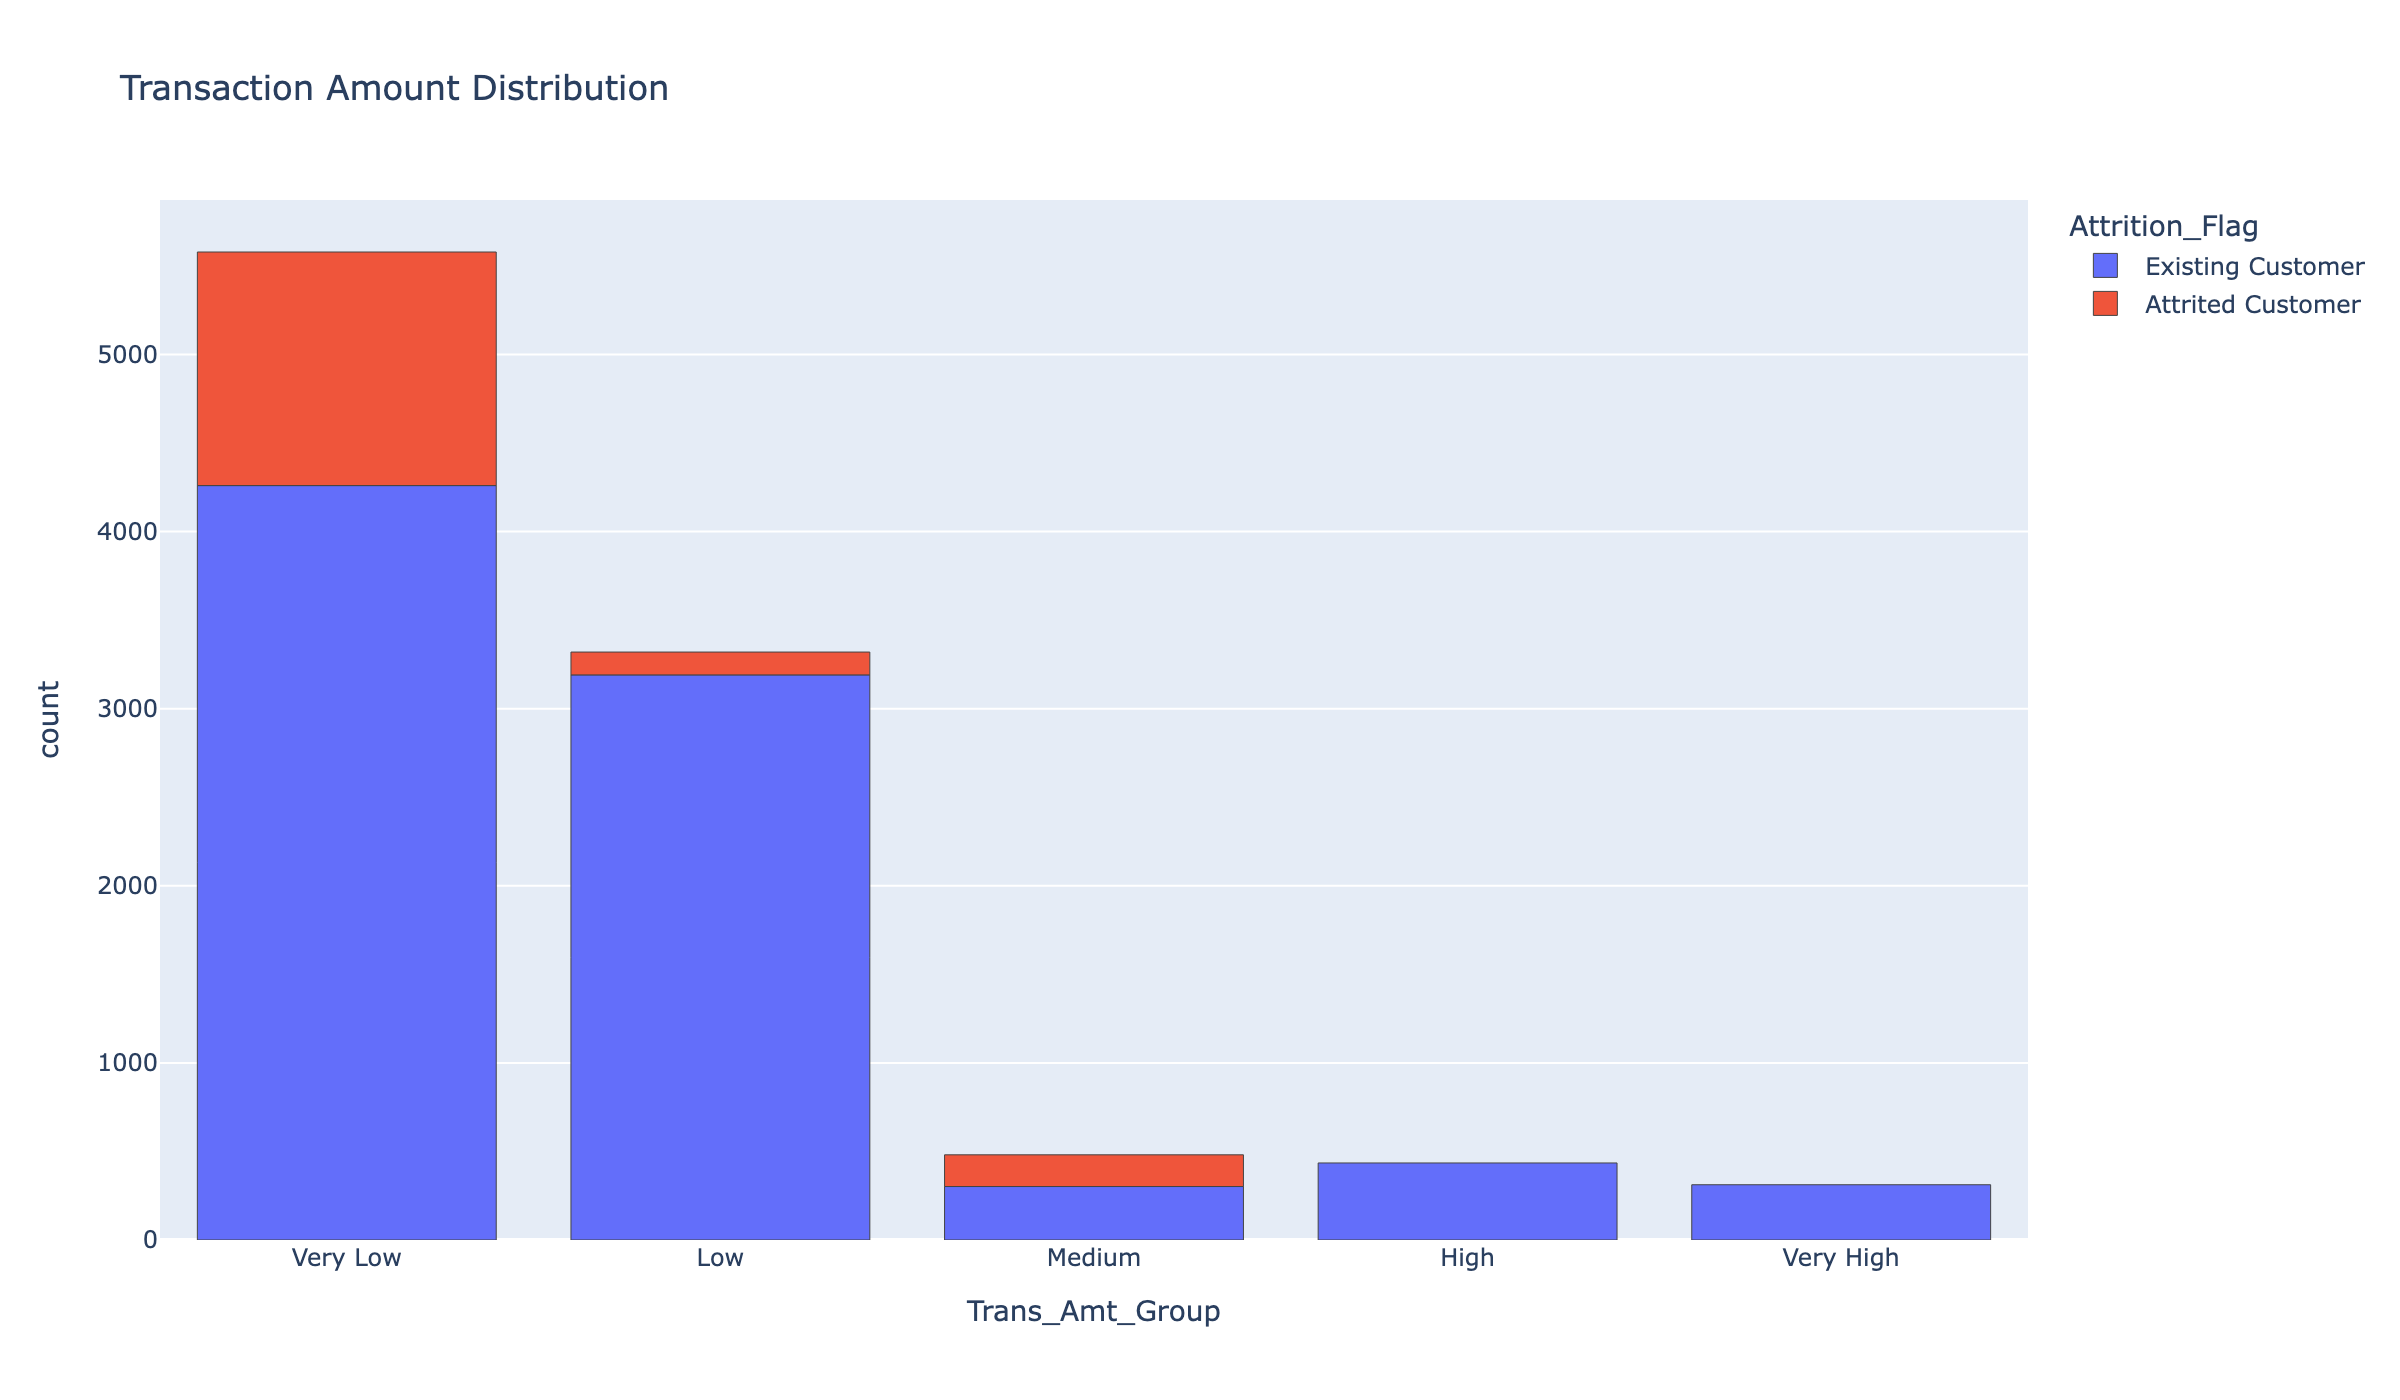 Transaction Amount Distribution
Attrition_Flag
Existing Customer
Attrited Customer
5000
4000
3000
2000
1000
0
count
Very Low
Low
Medium
High
Very High
Trans_Amt_Group